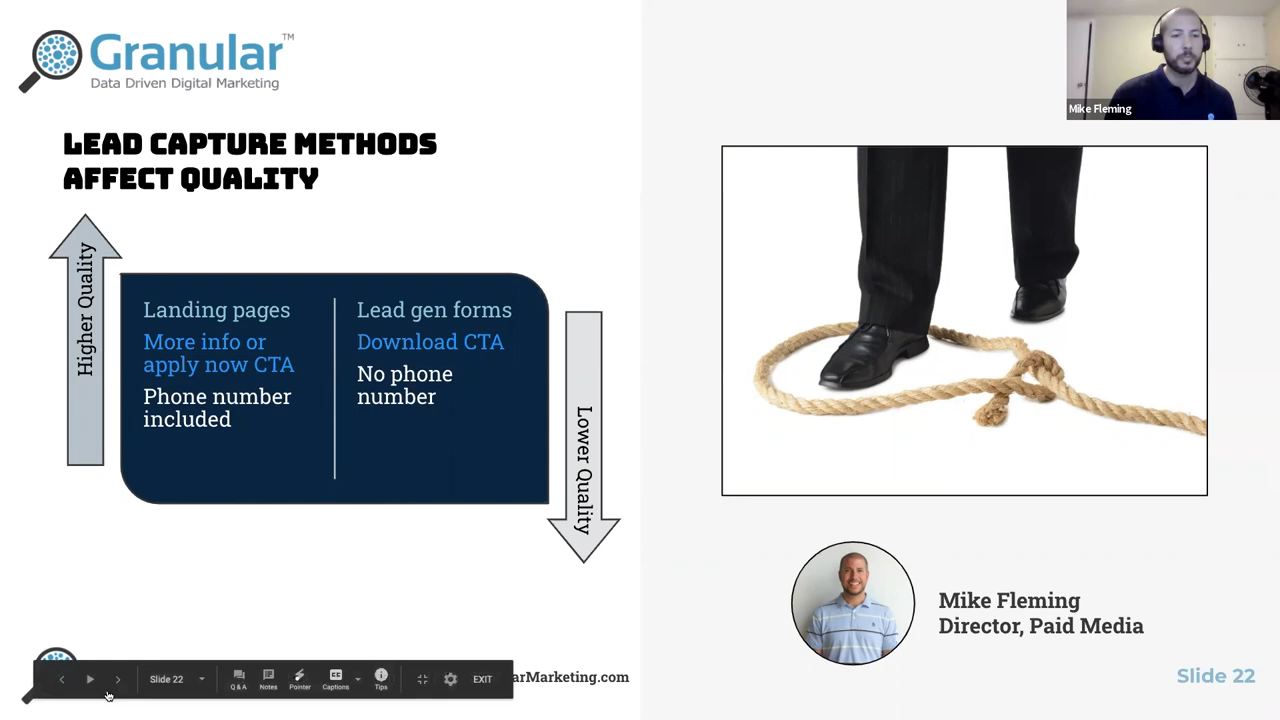 Granular™
Data Driven Digital Marketing
Mike Fleming
LEAD CAPTURE METHODS
AFFECT QUALITY
Higher Quality
Landing pages
More info or
apply now CTA
Phone number
included
Lead gen forms
Download CTA
No phone
number
Lower Quality
Mike Fleming
Director, Paid Media
Slide 22
Slide 22
Q & A
Notes
Pointer
CC
Captions
Tips
EXIT
arMarketing.com